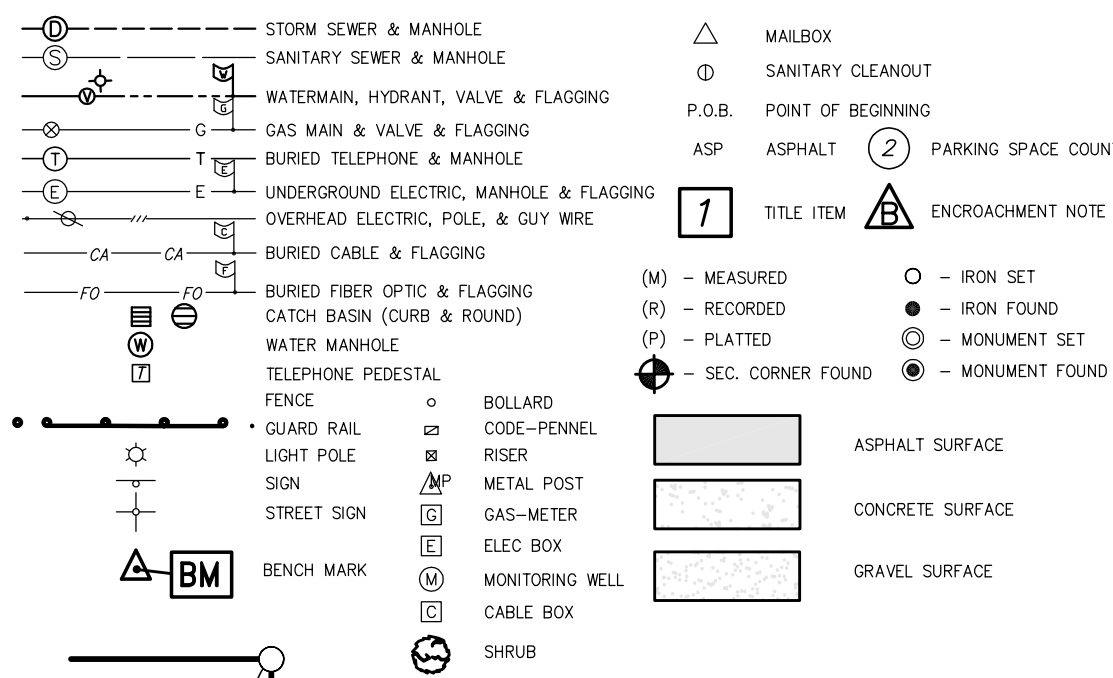 D STORM SEWER & MANHOLE
S SANITARY SEWER & MANHOLE
W
V WATERMAIN, HYDRANT, VALVE & FLAGGING
G
G GAS MAIN & VALVE & FLAGGING
T T BURIED TELEPHONE & MANHOLE
E
E E UNDERGROUND ELECTRIC, MANHOLE & FLAGGING
OVERHEAD ELECTRIC, POLE, & GUY WIRE
C
CA CA BURIED CABLE & FLAGGING
F
FO FO BURIED FIBER OPTIC & FLAGGING
CATCH BASIN (CURB & ROUND)
W WATER MANHOLE
T TELEPHONE PEDESTAL
FENCE
GUARD RAIL
LIGHT POLE
SIGN
STREET SIGN
BM BENCH MARK
BOLLARD
CODE-PENNEL
RISER
MP METAL POST
G GAS-METER
E ELEC BOX
M MONITORING WELL
C CABLE BOX
SHRUB
MAILBOX
SANITARY CLEANOUT
P.O.B. POINT OF BEGINNING
ASP ASPHALT 2 PARKING SPACE COUN
1 TITLE ITEM B ENCROACHMENT NOTE
(M) - MEASURED
(R) - RECORDED
(P) - PLATTED
- SEC. CORNER FOUND
- IRON SET
- IRON FOUND
- MONUMENT SET
- MONUMENT FOUND
ASPHALT SURFACE
CONCRETE SURFACE
GRAVEL SURFACE